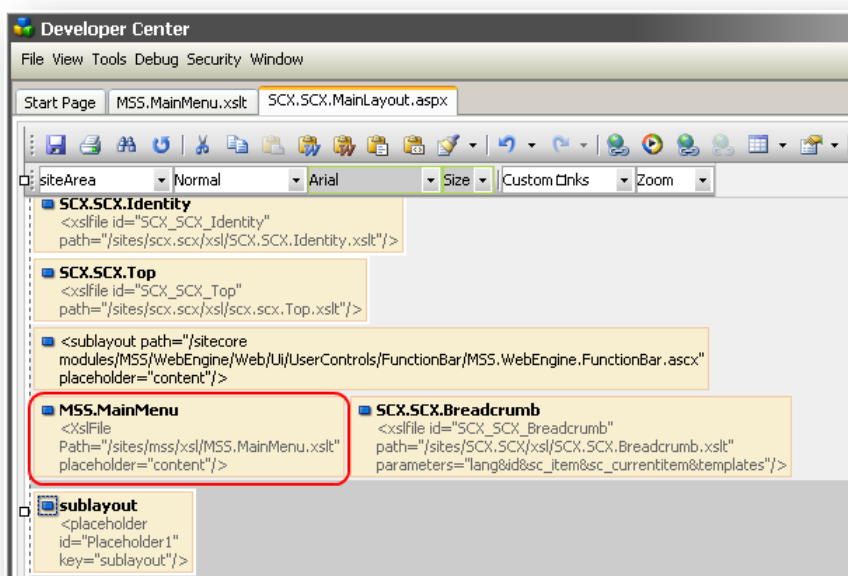 Developer Center
File View Tools Debug Security Window
Start Page MSS.MainMenu.xslt SCX.SCX.MainLayout.aspx
siteArea Normal Arial Size Custom Links Zoom
SCX.SCX.Identity
<xslfile id="SCX_SCX_Identity"
path="/sites/scx.scx/xsl/SCX.SCX.Identity.xslt"/>
SCX.SCX.Top
<xslfile id="SCX_SCX_Top"
path="/sites/scx.scx/xsl/scx.scx.Top.xslt"/>
<sublayout path="/sitecore
modules/MSS/WebEngine/Web/Ui/UserControls/FunctionBar/MSS.WebEngine.FunctionBar.ascx"
placeholder="content"/>
MSS.MainMenu SCX.SCX.Breadcrumb
<XslFile <xslfile id="SCX_SCX_Breadcrumb"
Path="/sites/mss/xsl/MSS.MainMenu.xslt" path="/sites/SCX.SCX/xsl/SCX.SCX.Breadcrumb.xslt"
placeholder="content"/> parameters="lang&id&sc_item&sc_currentitem&templates"/>
sublayout
<placeholder
id="Placeholder1"
key="sublayout"/>